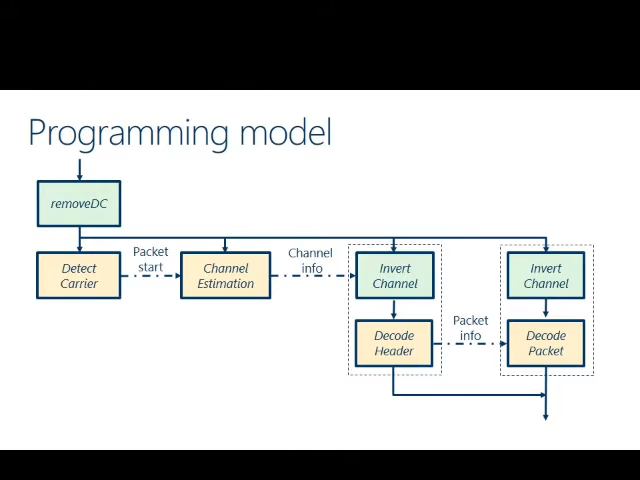 Programming model
removeDC
Detect
Carrier
Packet
start
Channel
Estimation
Channel
info
Invert
Channel
Invert
Channel
Decode
Header
Packet
info
Decode
Packet